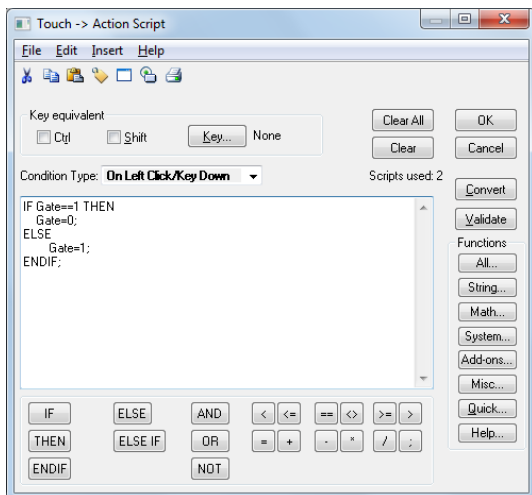 Touch -> Action Script
File Edit Insert Help
Key equivalent
Ctrl Shift Key... None
Clear All OK
Clear Cancel
Condition Type: On Left Click/Key Down Scripts used: 2
Convert
IF Gate==1 THEN
Gate=0;
ELSE
Gate=1;
ENDIF;
Validate
Functions
All...
String...
Math...
System...
Add-ons...
Misc...
Quick...
Help...
IF ELSE AND < <= == <> >= >
THEN ELSE IF OR = + - * / ;
ENDIF NOT